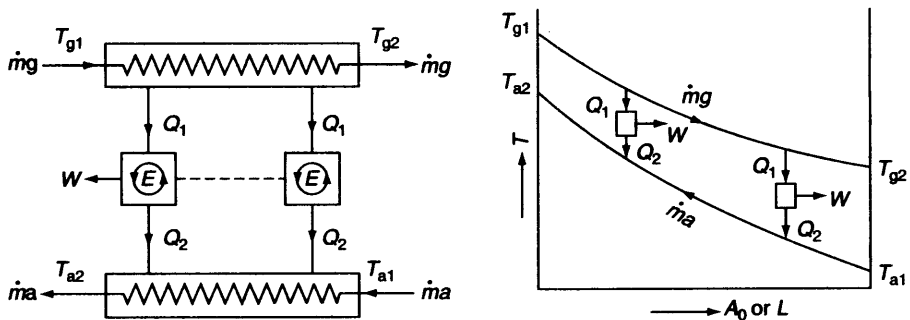 T_g1 T_g2
ṁg ṁg
Q_1 Q_1
W E E
Q_2 Q_2
T_a2 T_a1
ṁa ṁa
T_g1
T_a2
ṁg
Q_1
W
Q_2
T
Q_1
T_g2
W
ṁa
Q_2
T_a1
A_0 or L